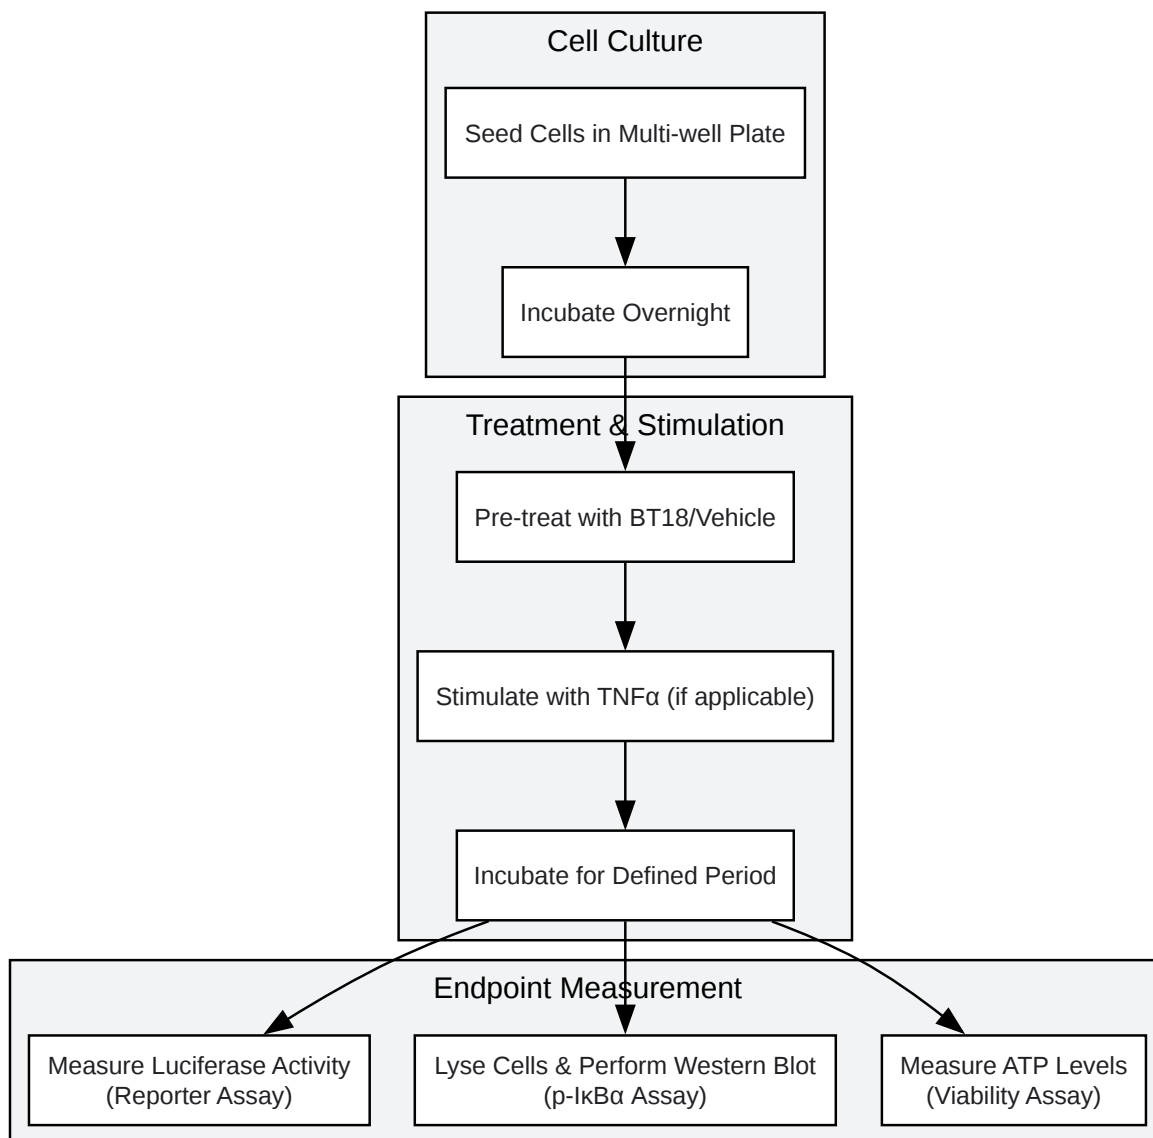 Cell Culture
Seed Cells in Multi-well Plate
Incubate Overnight
Treatment & Stimulation
Pre-treat with BT18/Vehicle
Stimulate with TNFα (if applicable)
Incubate for Defined Period
Endpoint Measurement
Measure Luciferase Activity
(Reporter Assay)
Lyse Cells & Perform Western Blot
(p-IκBα Assay)
Measure ATP Levels
(Viability Assay)